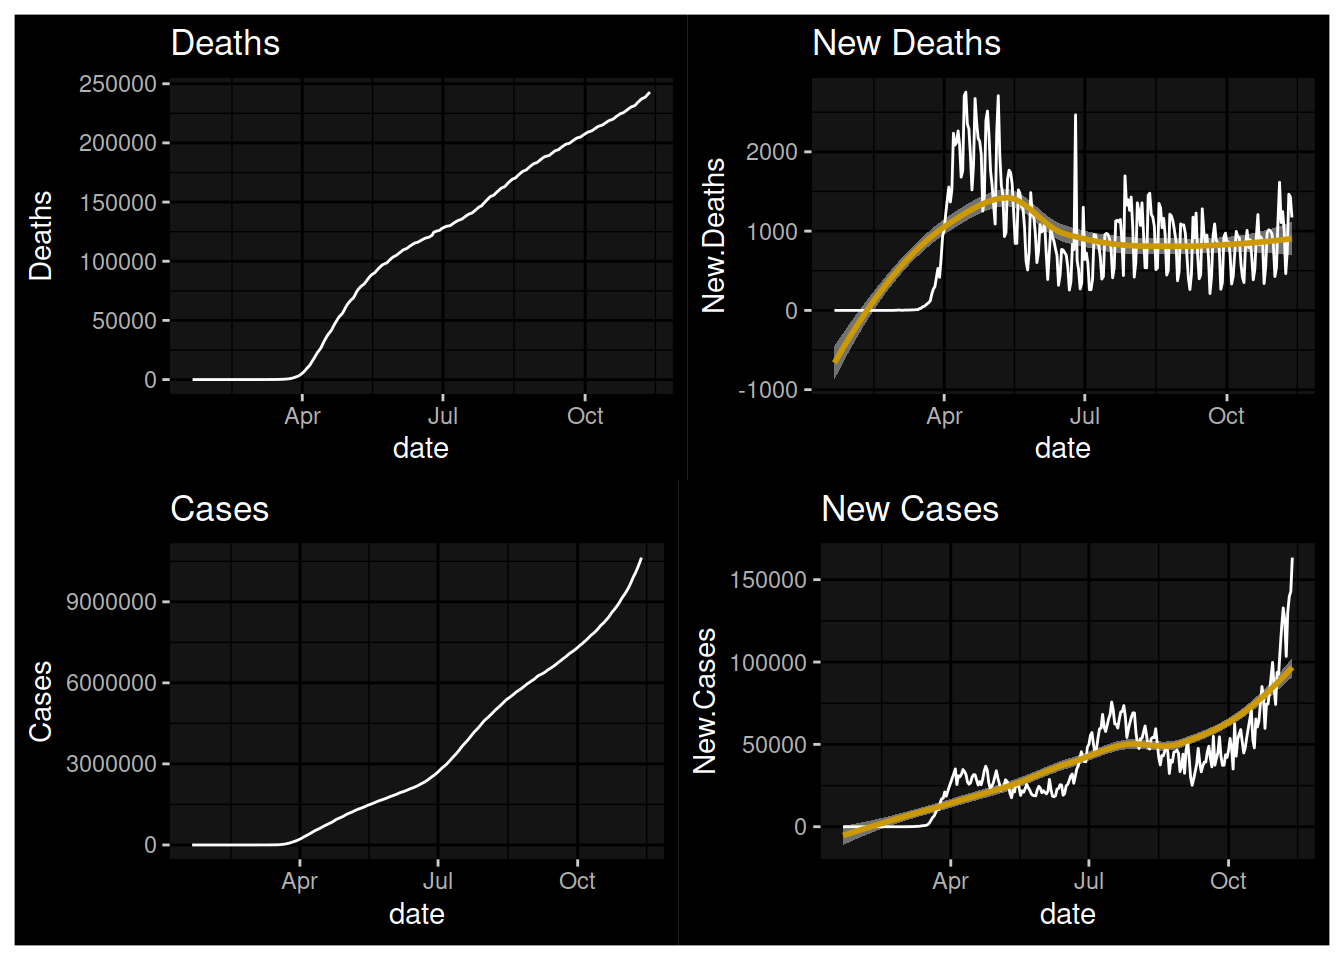 Deaths
250000
200000
150000
100000
50000
0
Deaths
Apr Jul Oct
date
New Deaths
2000
1000
0
-1000
New.Deaths
Apr Jul Oct
date
Cases
9000000
6000000
3000000
0
Cases
Apr Jul Oct
date
New Cases
150000
100000
50000
0
New.Cases
Apr Jul Oct
date